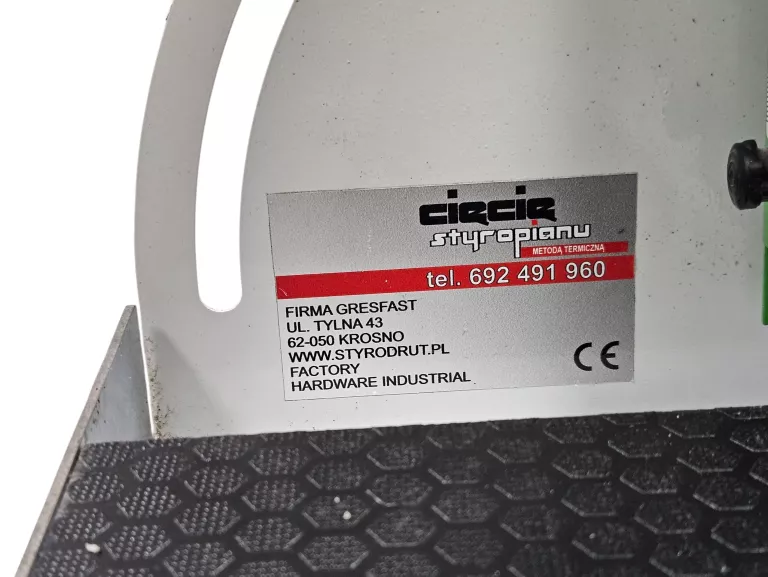 cięcie
styropianu
METODĄ TERMICZNĄ
tel. 692 491 960
FIRMA GRESFAST
UL. TYLNA 43
62-050 KROSNO
WWW.STYRODRUT.PL
FACTORY
HARDWARE INDUSTRIAL
CE